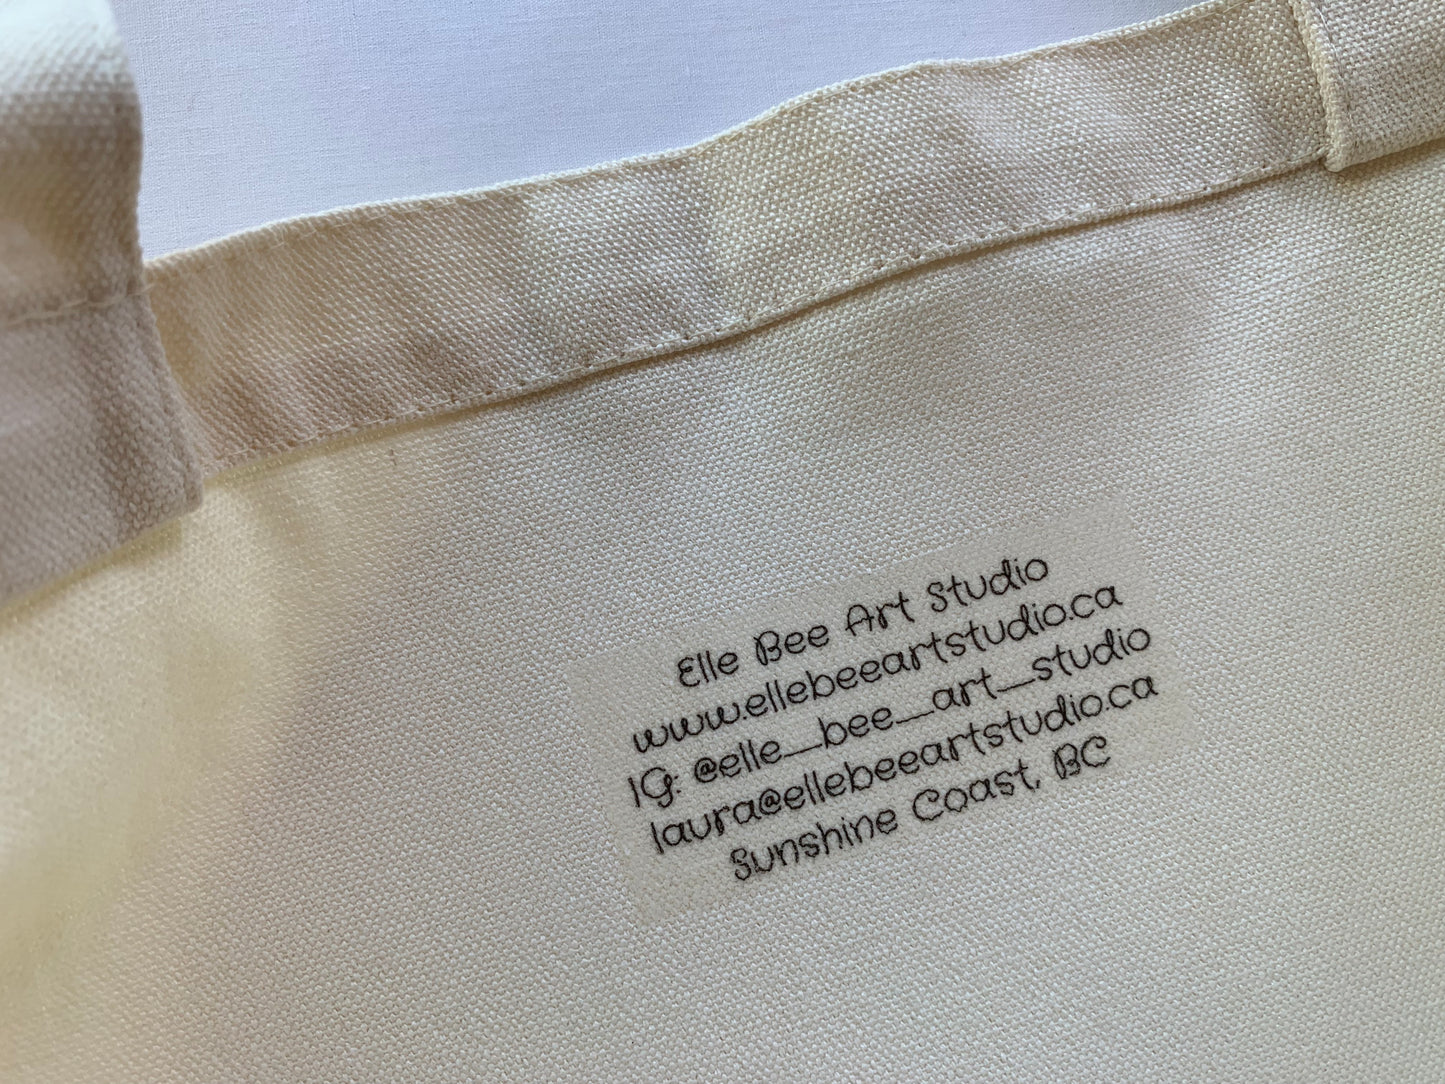 Elle Bee Art Studio
www.ellebeeartstudio.ca
IG: @elle_bee_art_studio
laura@ellebeeartstudio.ca
Sunshine Coast, BC